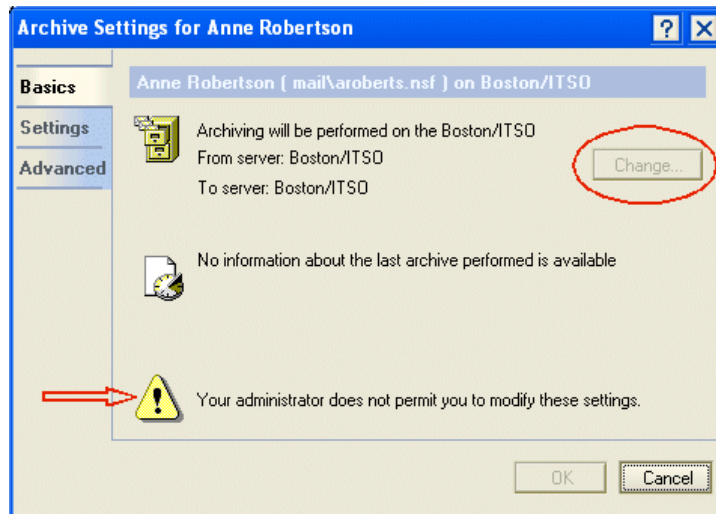 Archive Settings for Anne Robertson
?
Basics
Settings
Advanced
Anne Robertson ( mail\aroberts.nsf ) on Boston/ITSO
Archiving will be performed on the Boston/ITSO
From server: Boston/ITSO
To server: Boston/ITSO
Change...
No information about the last archive performed is available
Your administrator does not permit you to modify these settings.
OK
Cancel